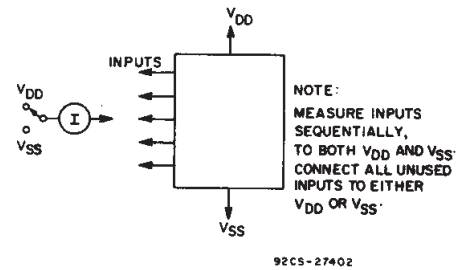 VDD
INPUTS
VDD
I
VSS
NOTE:
MEASURE INPUTS
SEQUENTIALLY,
TO BOTH VDD AND VSS.
CONNECT ALL UNUSED
INPUTS TO EITHER
VDD OR VSS.
VSS
92CS-27402